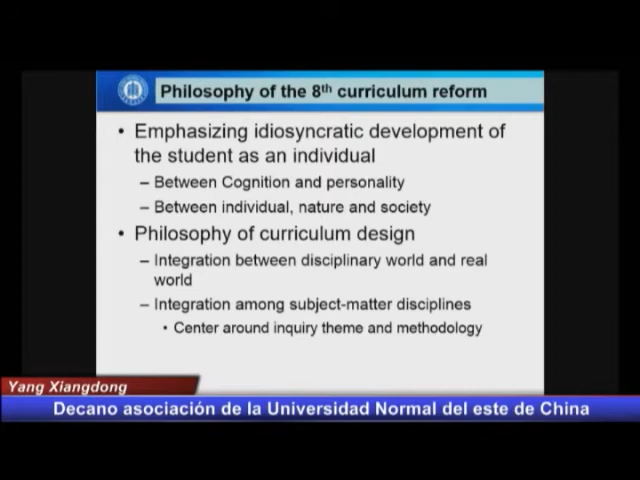 Philosophy of the 8th curriculum reform
• Emphasizing idiosyncratic development of
the student as an individual
– Between Cognition and personality
– Between individual, nature and society
• Philosophy of curriculum design
– Integration between disciplinary world and real
world
– Integration among subject-matter disciplines
• Center around inquiry theme and methodology
Yang Xiangdong
Decano asociación de la Universidad Normal del este de China